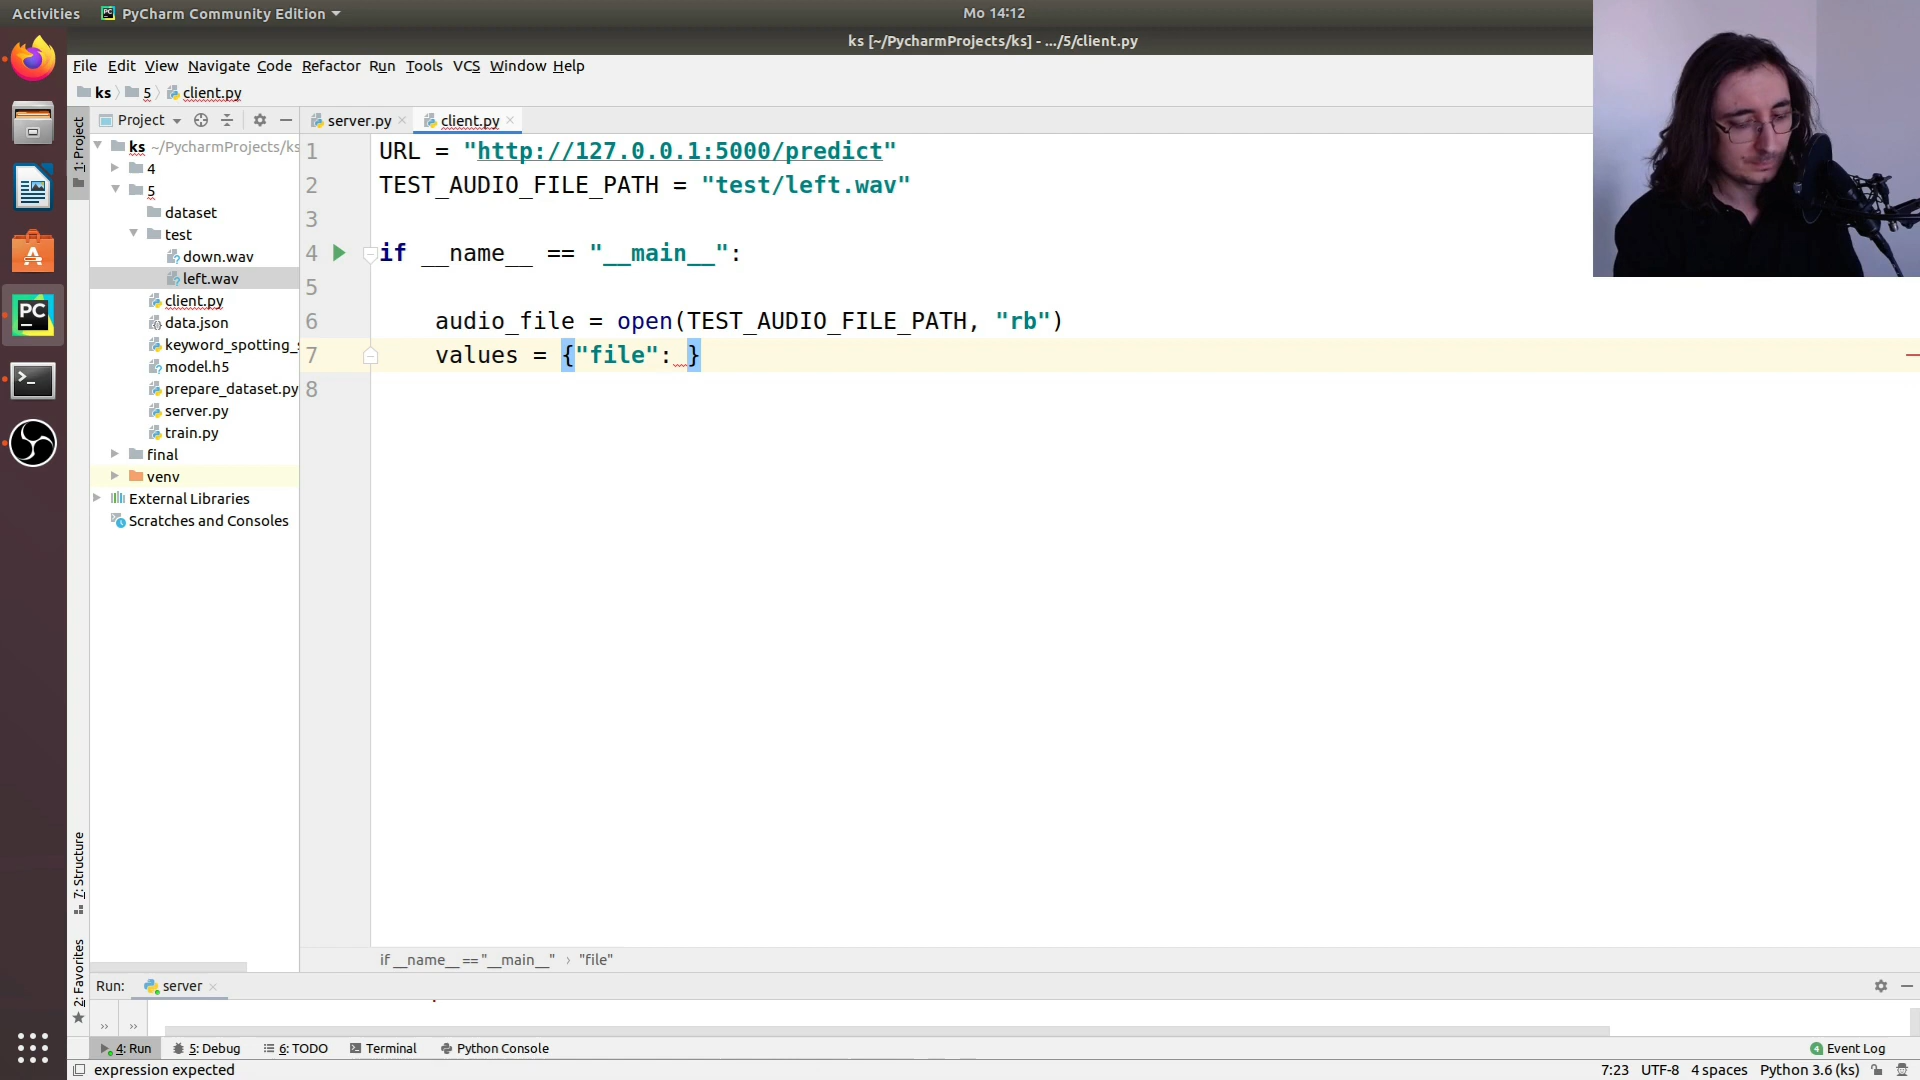 Activities PyCharm Community Edition Mo 14:12
ks [~/PycharmProjects/ks] - .../5/client.py
File Edit View Navigate Code Refactor Run Tools VCS Window Help
ks 5 client.py
1: Project
Project
server.py client.py
ks ~/PycharmProjects/ks
4
5
dataset
test
down.wav
left.wav
client.py
data.json
keyword_spotting_s
model.h5
prepare_dataset.py
server.py
train.py
final
venv
External Libraries
Scratches and Consoles
1 URL = "http://127.0.0.1:5000/predict"
2 TEST_AUDIO_FILE_PATH = "test/left.wav"
3
4 if __name__ == "__main__":
5
6 audio_file = open(TEST_AUDIO_FILE_PATH, "rb")
7 values = {"file": }
8
if __name__ == "__main__" › "file"
7: Structure
2: Favorites
Run: server
4: Run 5: Debug 6: TODO Terminal Python Console 4 Event Log
expression expected 7:23 UTF-8 4 spaces Python 3.6 (ks)